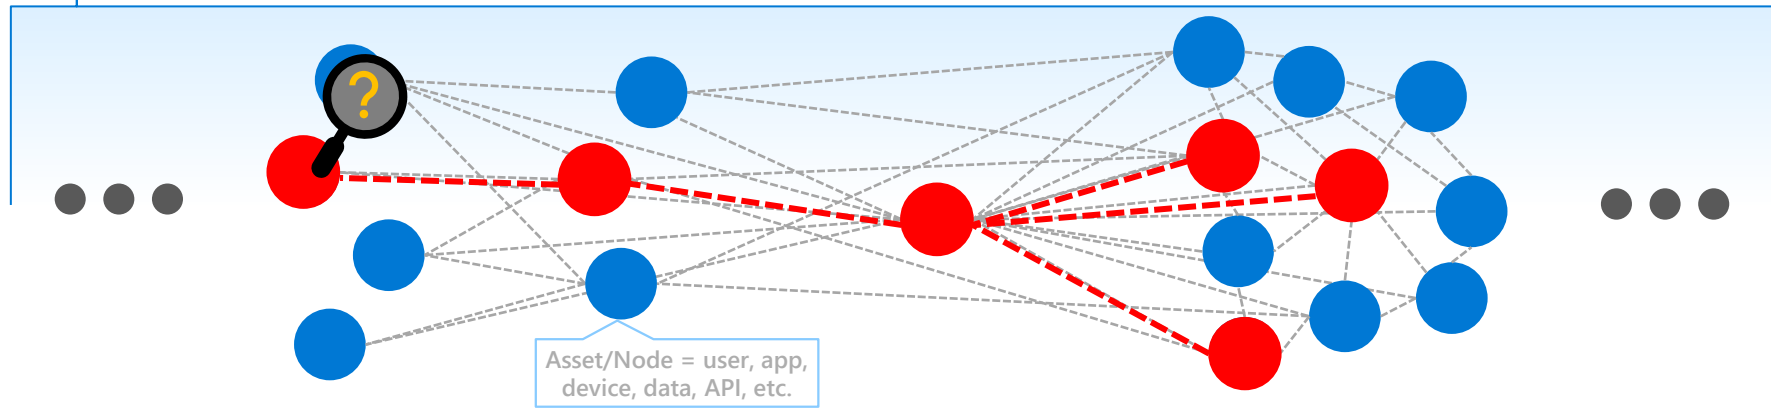 ?
Asset/Node = user, app,
device, data, API, etc.